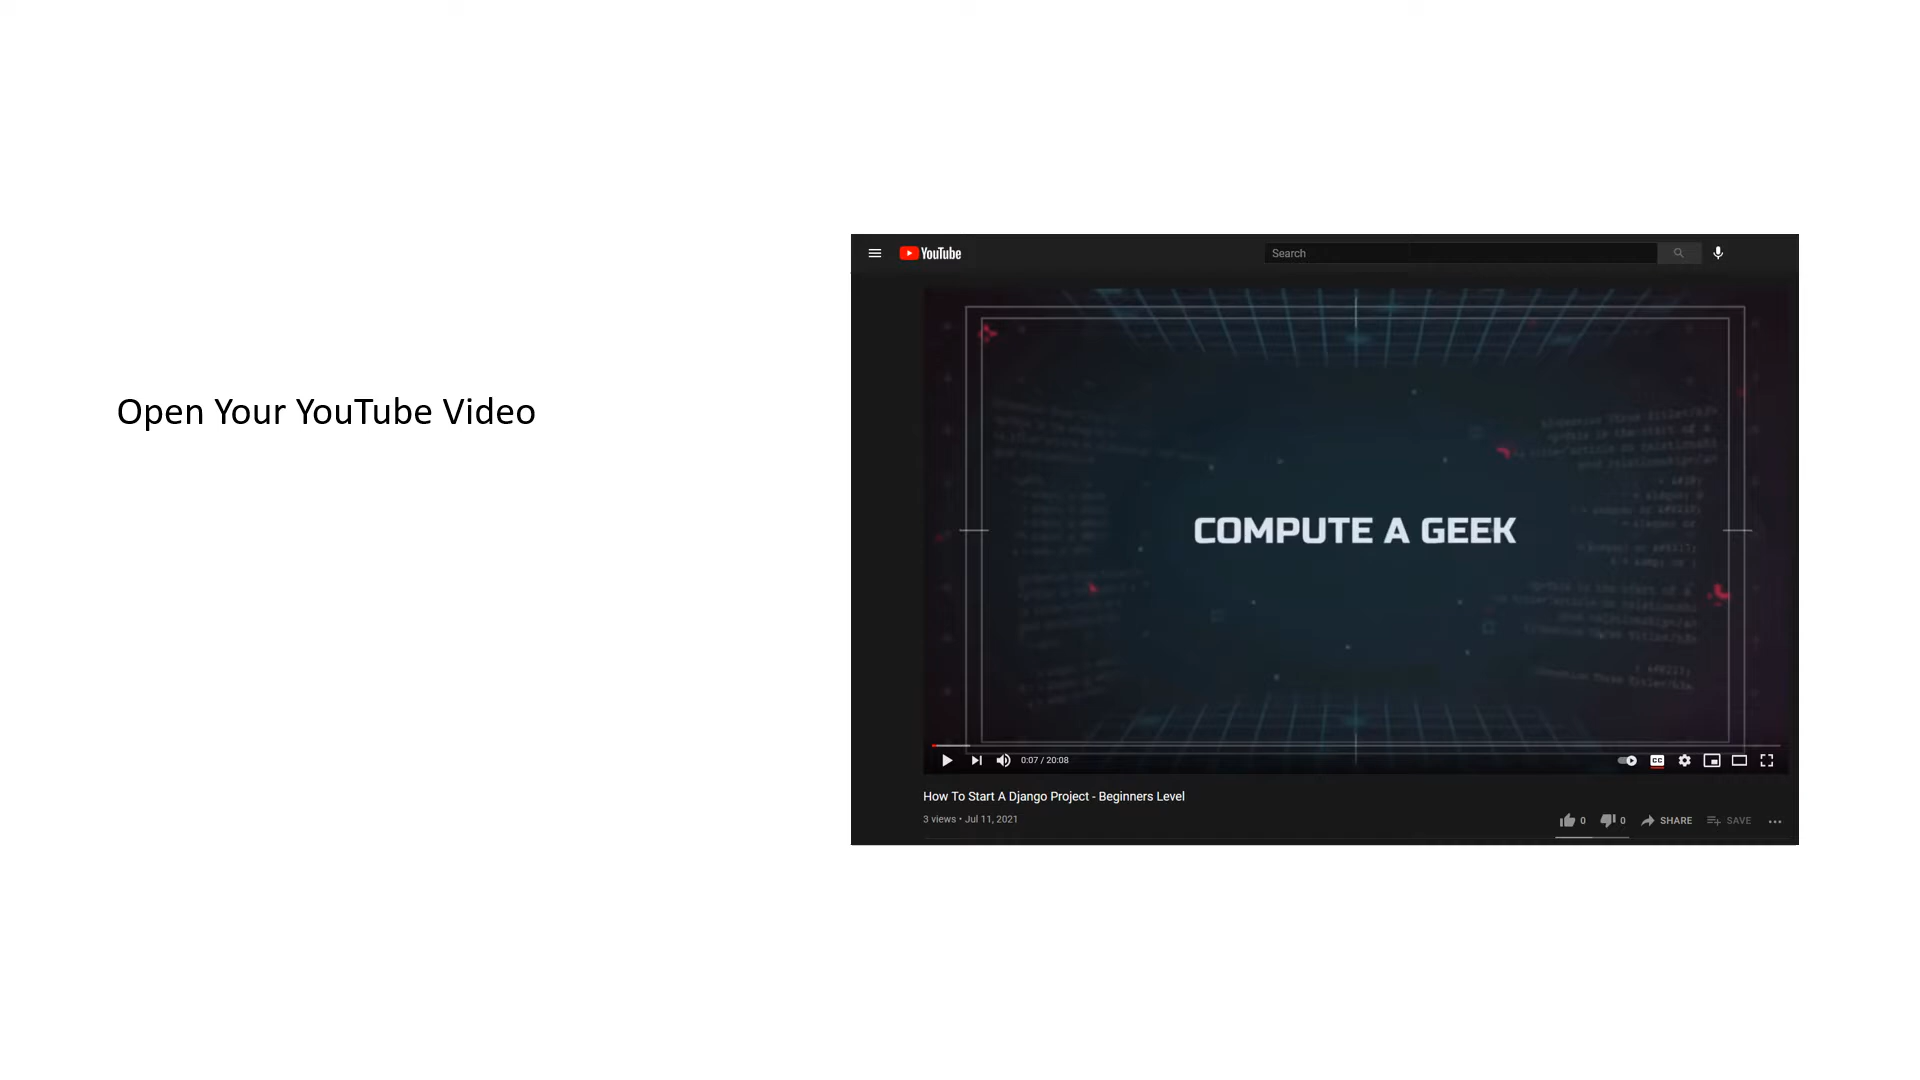 Open Your YouTube Video
YouTube
Search
COMPUTE A GEEK
0:07 / 20:08
CC
How To Start A Django Project - Beginners Level
3 views • Jul 11, 2021
0
0
SHARE
SAVE